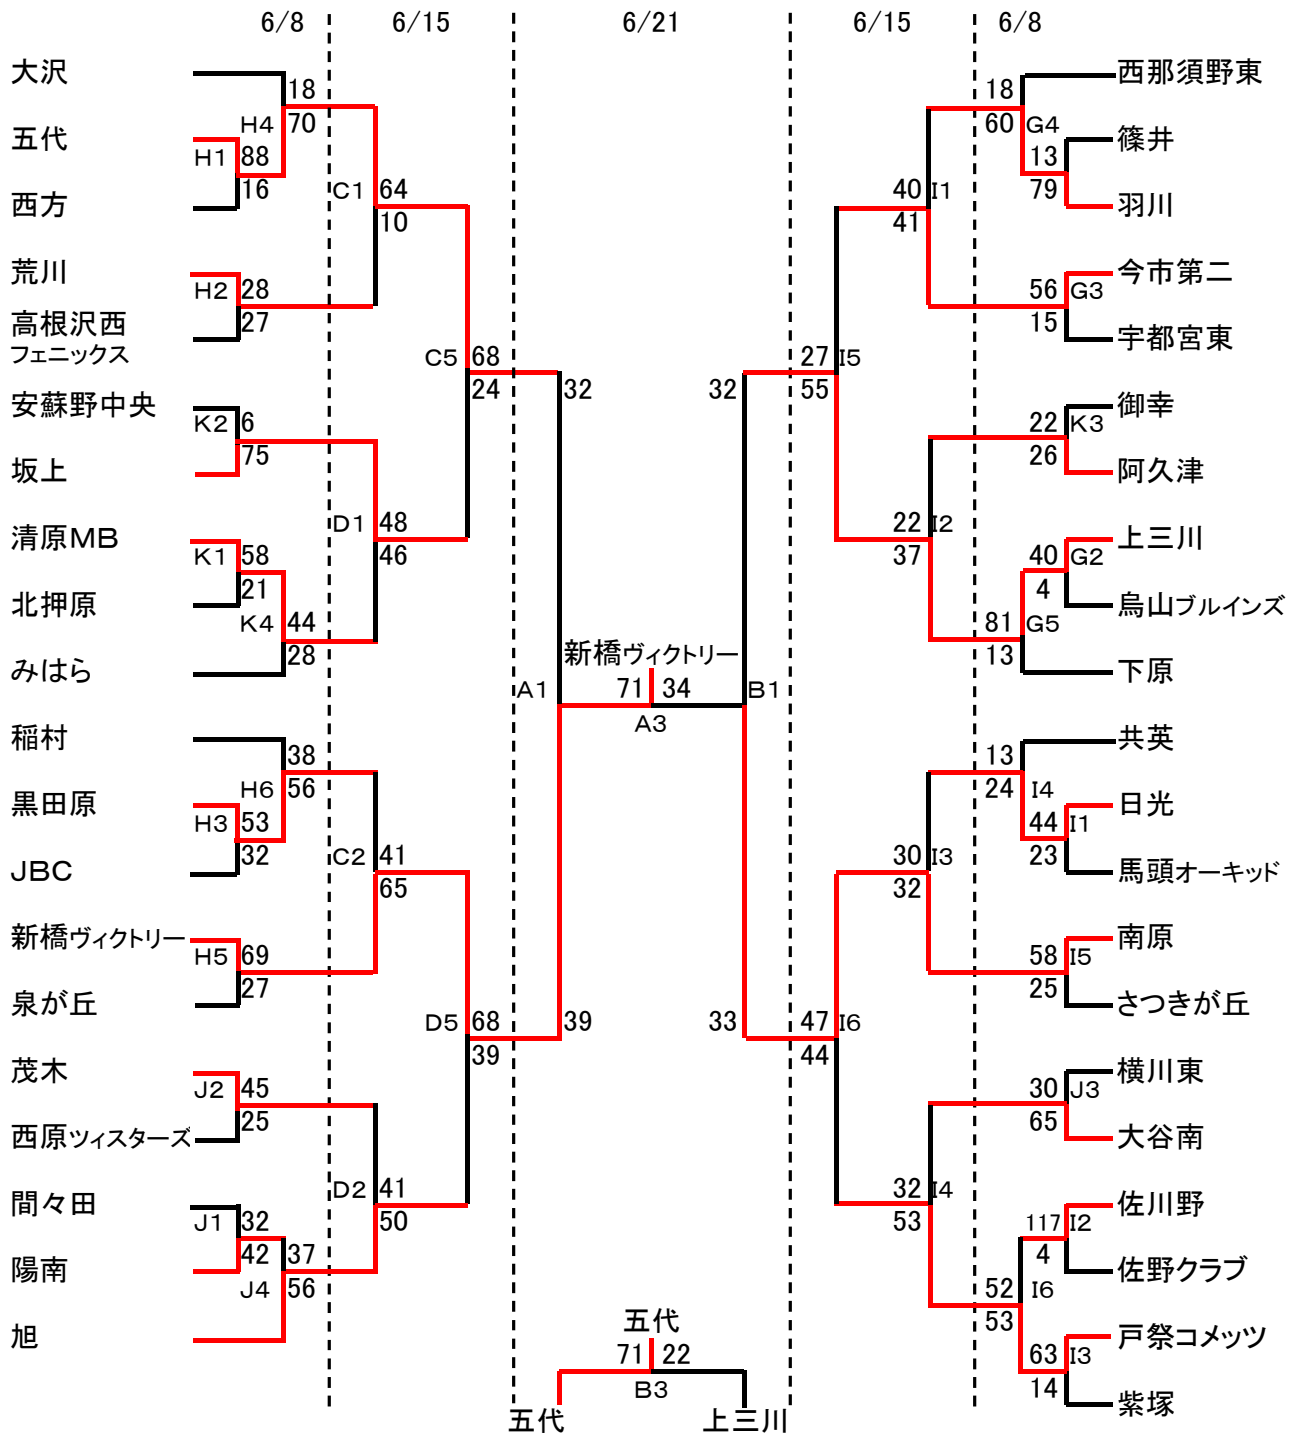 6/8 6/15 6/21 6/15 6/8
大沢 18 18 西那須野東
H4 70 60 G4
五代 H1 88 13 篠井
西方 16 C1 64 40 I1 79 羽川
10 41
荒川 H2 28 56 G3 今市第二
高根沢西 27 15 宇都宮東
フェニックス
C5 68 27 I5
24 32 32 55
安蘇野中央 K2 6 22 K3 御幸
坂上 75 26 阿久津
D1 48 22 I2
清原MB K1 58 46 37 40 G2 上三川
北押原 21 4 烏山ブルインズ
K4 44 81 G5
みはら 28 13 下原
新橋ヴィクトリー
A1 71 34 B1
A3
稲村 38 13 共英
H6 56 24 I4
黒田原 H3 53 44 I1 日光
JBC 32 C2 41 30 I3 23 馬頭オーキッド
65 32
新橋ヴィクトリー H5 69 58 I5 南原
泉が丘 27 25 さつきが丘
D5 68 39 33 47 I6
39 44
茂木 J2 45 30 J3 横川東
西原ツィスターズ 25 65 大谷南
D2 41 32 I4
間々田 J1 32 50 53 117 I2 佐川野
陽南 42 37 4 佐野クラブ
J4 56 52 I6
53
旭 五代 63 I3 戸祭コメッツ
71 22 14 紫塚
B3
五代 上三川